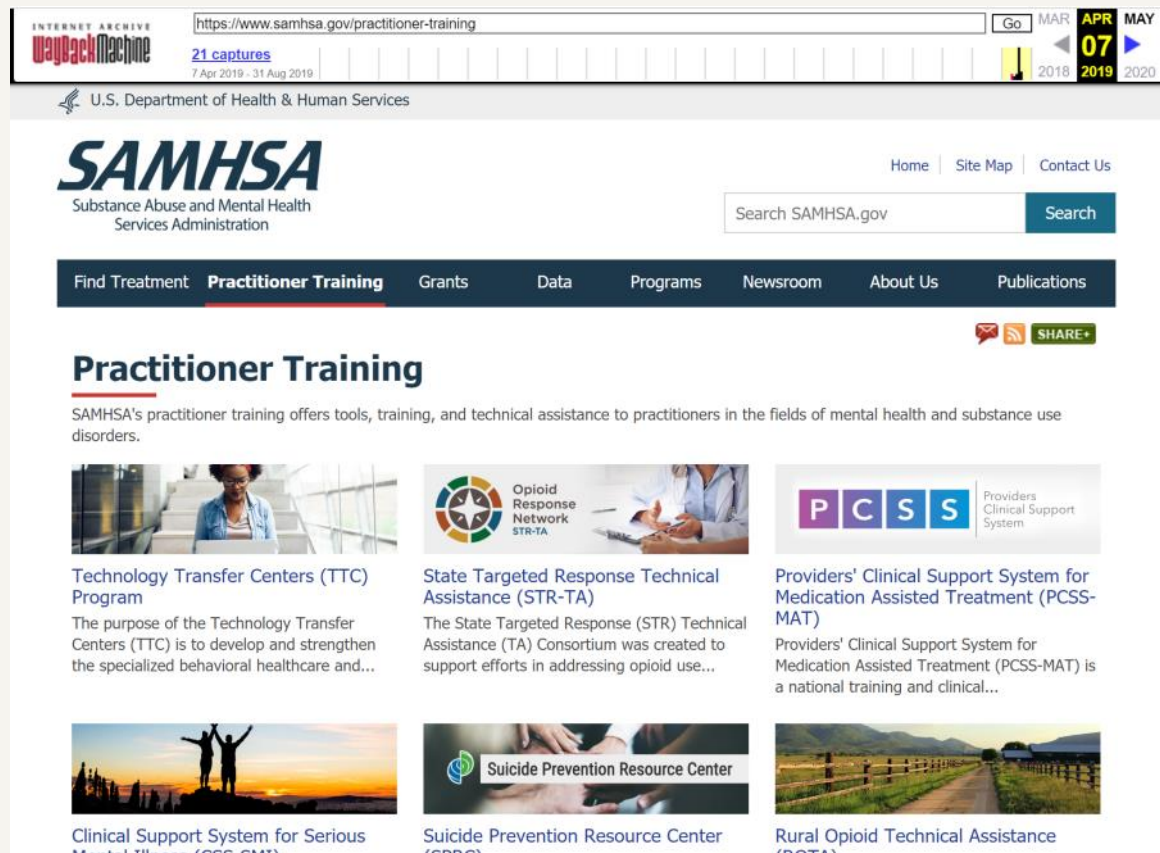 INTERNET ARCHIVE
WayBackMachine
https://www.samhsa.gov/practitioner-training
Go
MAR APR MAY
21 captures
07
7 Apr 2019 - 31 Aug 2019
2018 2019 2020
U.S. Department of Health & Human Services
SAMHSA
Substance Abuse and Mental Health
Services Administration
Home Site Map Contact Us
Search SAMHSA.gov
Search
Find Treatment Practitioner Training Grants Data Programs Newsroom About Us Publications
SHARE+
Practitioner Training
SAMHSA's practitioner training offers tools, training, and technical assistance to practitioners in the fields of mental health and substance use
disorders.
Technology Transfer Centers (TTC)
Program
The purpose of the Technology Transfer
Centers (TTC) is to develop and strengthen
the specialized behavioral healthcare and...
Opioid
Response
Network
STR-TA
State Targeted Response Technical
Assistance (STR-TA)
The State Targeted Response (STR) Technical
Assistance (TA) Consortium was created to
support efforts in addressing opioid use...
PCSS
Providers
Clinical Support
System
Providers' Clinical Support System for
Medication Assisted Treatment (PCSS-
MAT)
Providers' Clinical Support System for
Medication Assisted Treatment (PCSS-MAT) is
a national training and clinical...
Clinical Support System for Serious
Mental Illness (CSS-SMI)
Suicide Prevention Resource Center
Suicide Prevention Resource Center
(SPRC)
Rural Opioid Technical Assistance
(ROTA)